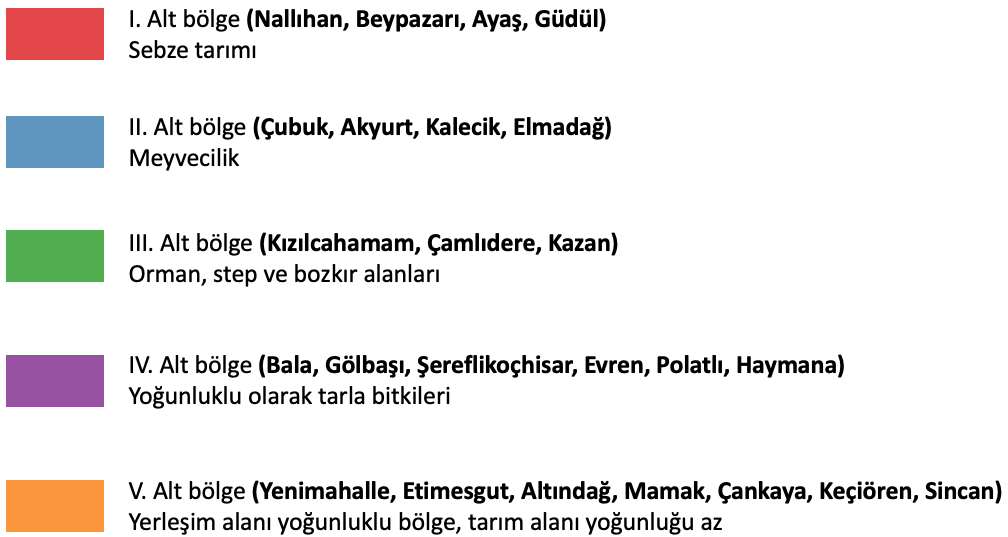 I. Alt bölge (Nallıhan, Beypazarı, Ayaş, Güdül)
Sebze tarımı
II. Alt bölge (Çubuk, Akyurt, Kalecik, Elmadağ)
Meyvecilik
III. Alt bölge (Kızılcahamam, Çamlıdere, Kazan)
Orman, step ve bozkır alanları
IV. Alt bölge (Bala, Gölbaşı, Şereflikoçhisar, Evren, Polatlı, Haymana)
Yoğunluklu olarak tarla bitkileri
V. Alt bölge (Yenimahalle, Etimesgut, Altındağ, Mamak, Çankaya, Keçiören, Sincan)
Yerleşim alanı yoğunluklu bölge, tarım alanı yoğunluğu az